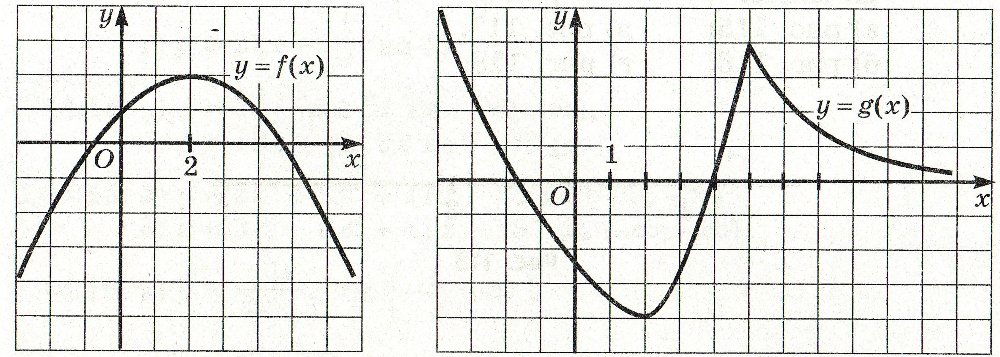 y
y = f(x)
O
2
x
y
y = g(x)
1
O
x